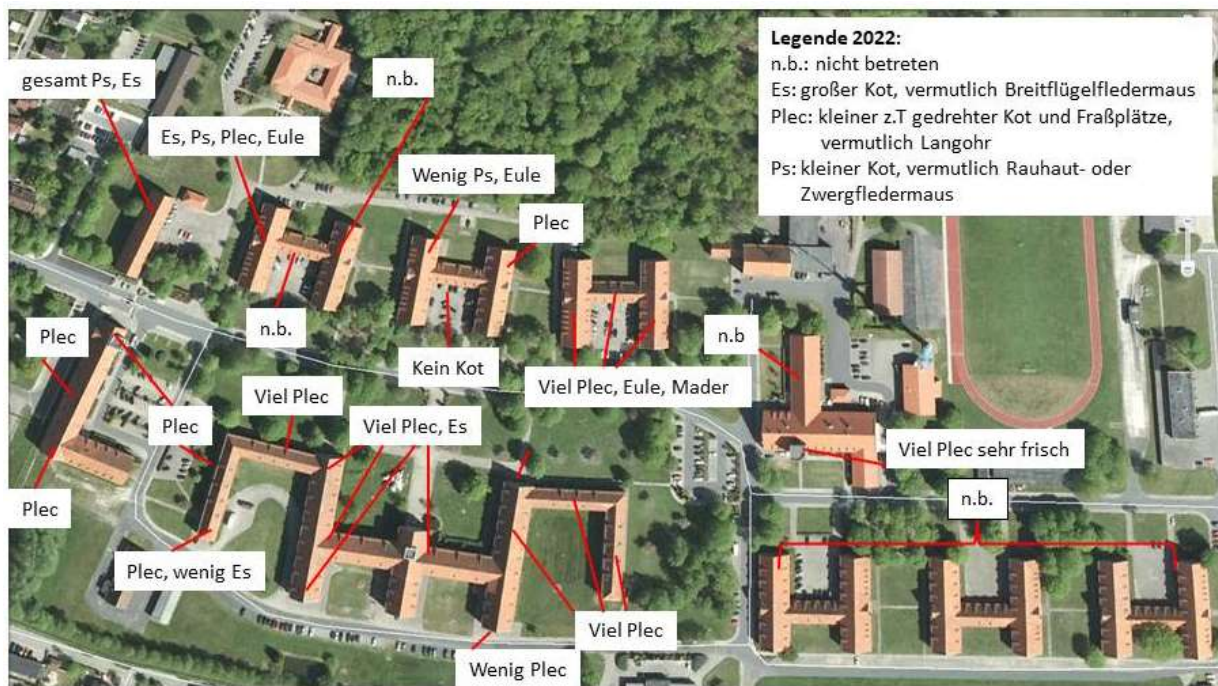 Legende 2022:
n.b.: nicht betreten
Es: großer Kot, vermutlich Breitflügelfledermaus
Plec: kleiner z.T gedrehter Kot und Fraßplätze,
vermutlich Langohr
Ps: kleiner Kot, vermutlich Rauhaut- oder
Zwergfledermaus
gesamt Ps, Es
n.b.
Es, Ps, Plec, Eule
Wenig Ps, Eule
Plec
n.b.
Kein Kot
Viel Plec, Eule, Mader
n.b
Plec
Plec
Viel Plec
Viel Plec, Es
Viel Plec sehr frisch
n.b.
Plec
Plec, wenig Es
Viel Plec
Wenig Plec